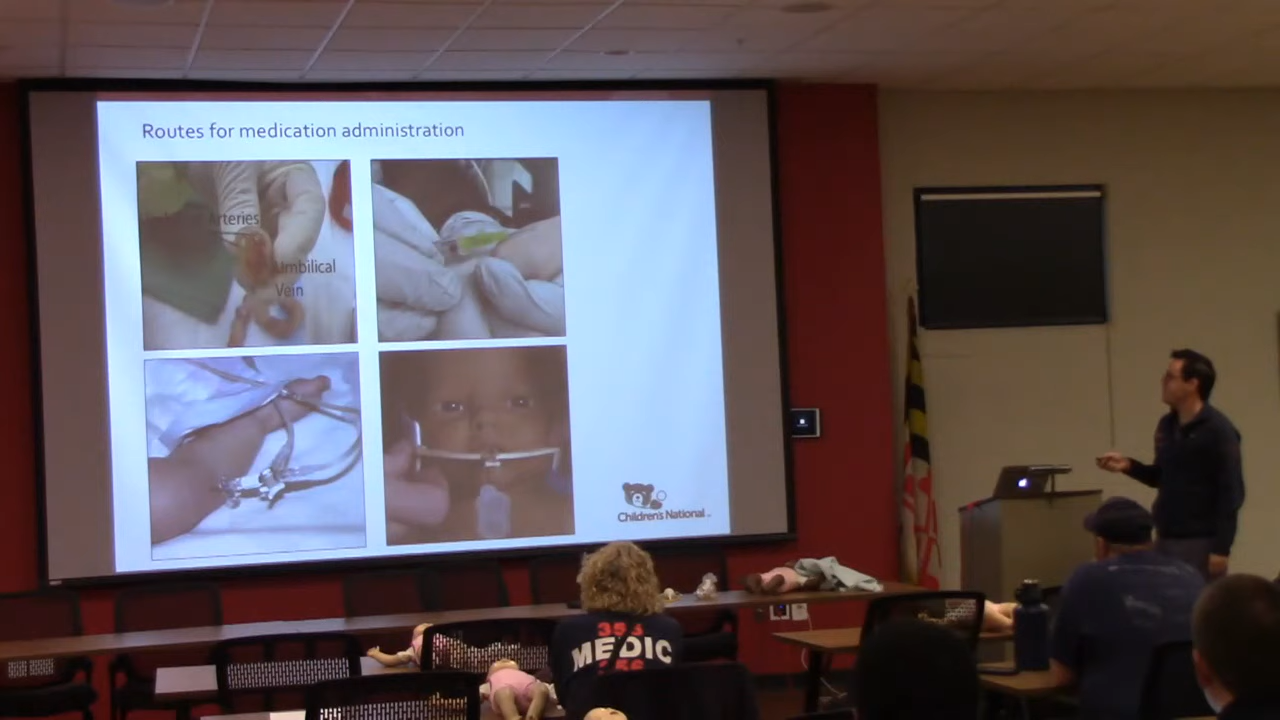 Routes for medication administration
Arteries
Umbilical
Vein
Children's National
MEDIC